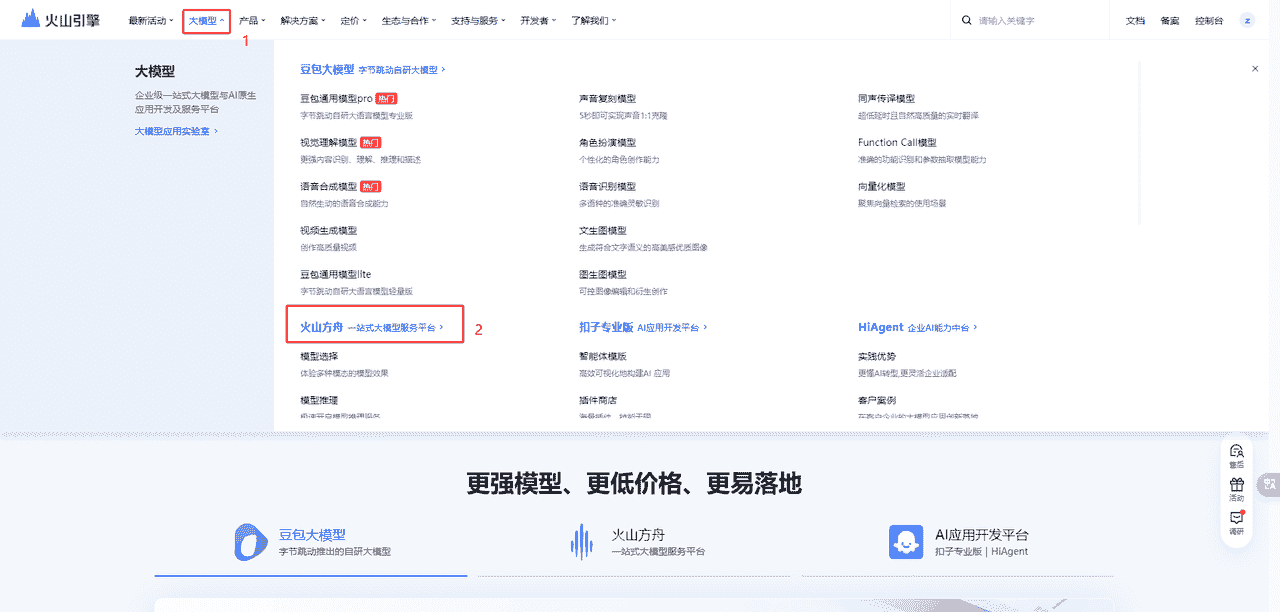 火山引擎
最新活动 大模型 产品 解决方案 定价 生态与合作 支持与服务 开发者 了解我们 请输入关键字 文档 备案 控制台 z
1
大模型
企业级一站式大模型与AI原生
应用开发及服务平台
大模型应用实验室 >
豆包大模型 字节跳动自研大模型 >
豆包通用模型pro 热门
字节跳动自研大语言模型专业版
视觉理解模型 热门
更强内容识别、理解、推理和描述
语音合成模型 热门
自然生动的语音合成能力
视频生成模型
创作高质量视频
豆包通用模型lite
字节跳动自研大语言模型轻量版
声音复刻模型
5秒即可实现声音1:1克隆
角色扮演模型
个性化的角色创作能力
语音识别模型
多语种的准确灵敏识别
文生图模型
生成符合文字语义的高美感优质图像
图生图模型
可控图像编辑和衍生创作
同声传译模型
超低延时且自然高质量的实时翻译
Function Call模型
准确的功能识别和参数抽取模型能力
向量化模型
聚焦向量检索的使用场景
火山方舟 一站式大模型服务平台 >
2
模型选择
体验多种模态的模型效果
模型推理
极速开启模型推理服务
扣子专业版 AI应用开发平台 >
智能体模版
高效可视化地构建AI 应用
插件商店
海量插件，技能无限
HiAgent 企业AI能力中台 >
实践优势
更懂AI转型,更灵活企业适配
客户案例
更强模型、更低价格、更易落地
豆包大模型
字节跳动推出的自研大模型
火山方舟
一站式大模型服务平台
AI应用开发平台
扣子专业版 | HiAgent
售后
活动
调研